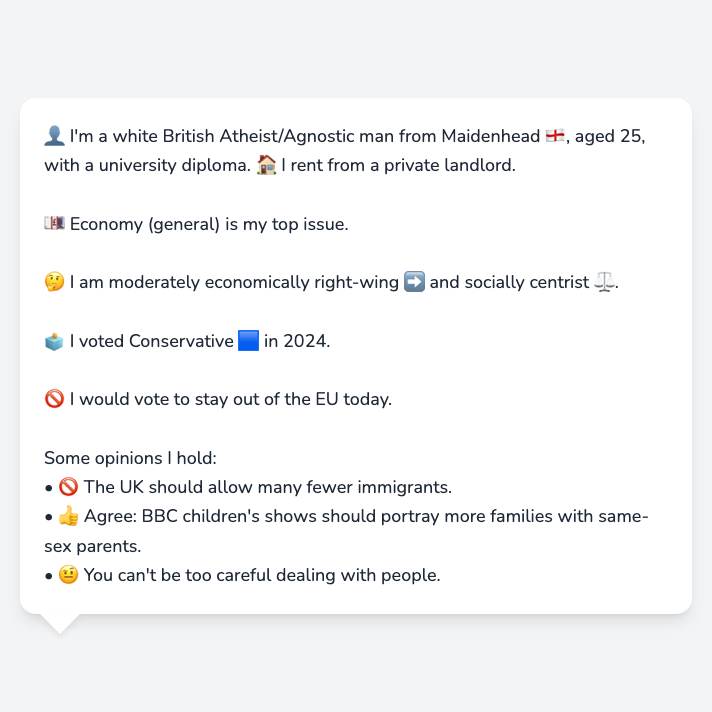 👤 I'm a white British Atheist/Agnostic man from Maidenhead 🏴󠁧󠁢󠁥󠁮󠁧󠁿, aged 25,
with a university diploma. 🏠 I rent from a private landlord.
💷 Economy (general) is my top issue.
🤔 I am moderately economically right-wing ➡️ and socially centrist ⚖️.
🗳️ I voted Conservative 🟦 in 2024.
🚫 I would vote to stay out of the EU today.
Some opinions I hold:
• 🚫 The UK should allow many fewer immigrants.
• 👍 Agree: BBC children's shows should portray more families with same-
sex parents.
• 🤨 You can't be too careful dealing with people.